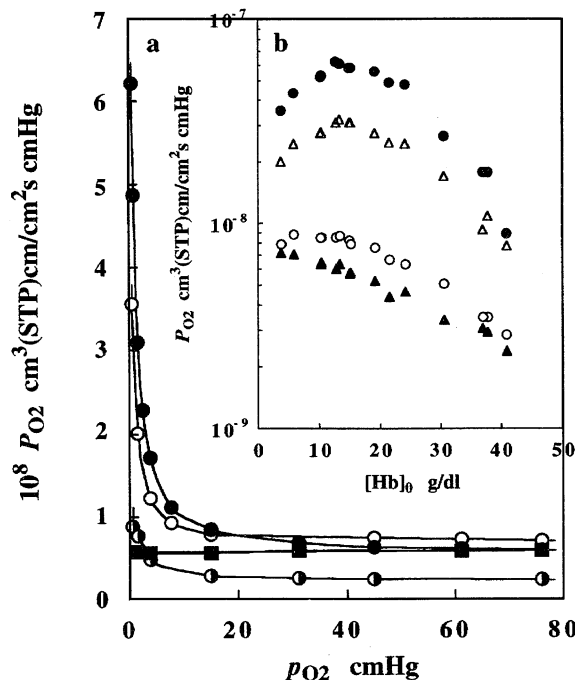 a
b
10⁸ P_O2 cm³(STP)cm/cm²s cmHg
7
6
5
4
3
2
1
0
0 20 40 60 80
p_O2 cmHg
P_O2 cm³(STP)cm/cm²s cmHg
10⁻⁷
10⁻⁸
10⁻⁹
0 10 20 30 40 50
[Hb]₀ g/dl